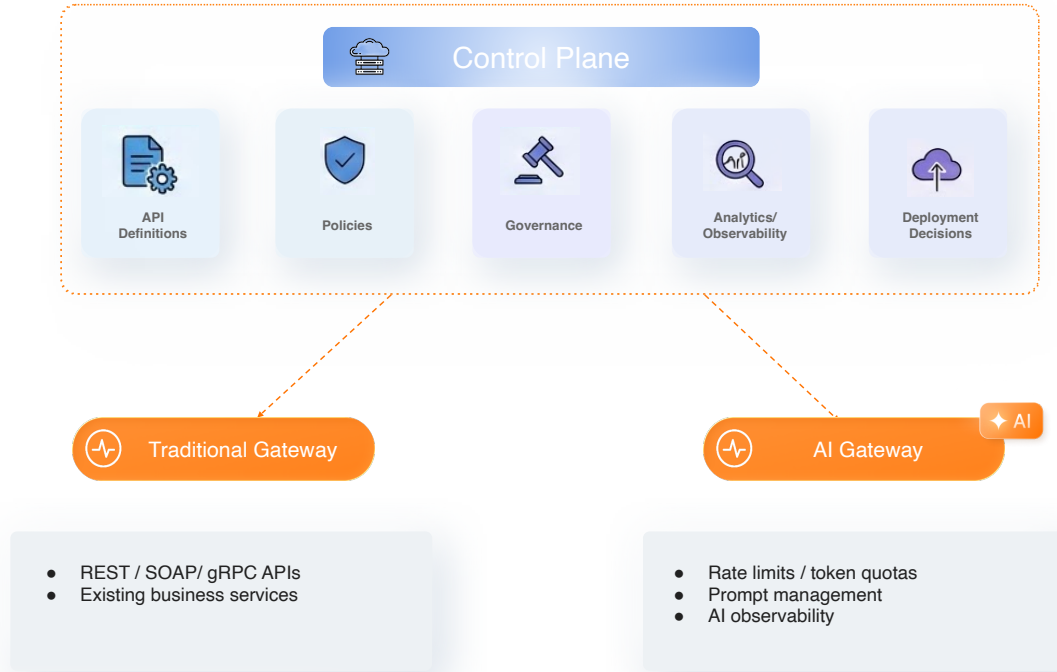 Control Plane
API
Definitions
Policies
Governance
Analytics/
Observability
Deployment
Decisions
Traditional Gateway
AI
AI Gateway
● REST / SOAP/ gRPC APIs
● Existing business services
● Rate limits / token quotas
● Prompt management
● AI observability